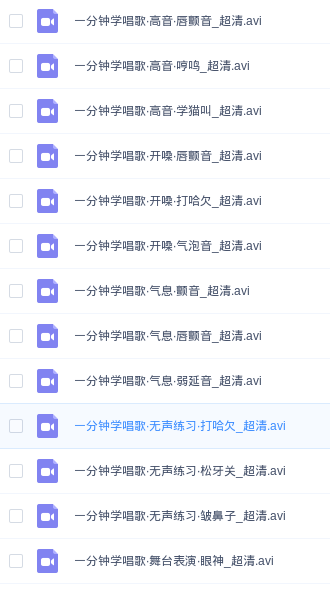 一分钟学唱歌·高音·唇颤音_超清.avi
一分钟学唱歌·高音·哼鸣_超清.avi
一分钟学唱歌·高音·学猫叫_超清.avi
一分钟学唱歌·开嗓·唇颤音_超清.avi
一分钟学唱歌·开嗓·打哈欠_超清.avi
一分钟学唱歌·开嗓·气泡音_超清.avi
一分钟学唱歌·气息·颤音_超清.avi
一分钟学唱歌·气息·唇颤音_超清.avi
一分钟学唱歌·气息·弱延音_超清.avi
一分钟学唱歌·无声练习·打哈欠_超清.avi
一分钟学唱歌·无声练习·松牙关_超清.avi
一分钟学唱歌·无声练习·皱鼻子_超清.avi
一分钟学唱歌·舞台表演·眼神_超清.avi